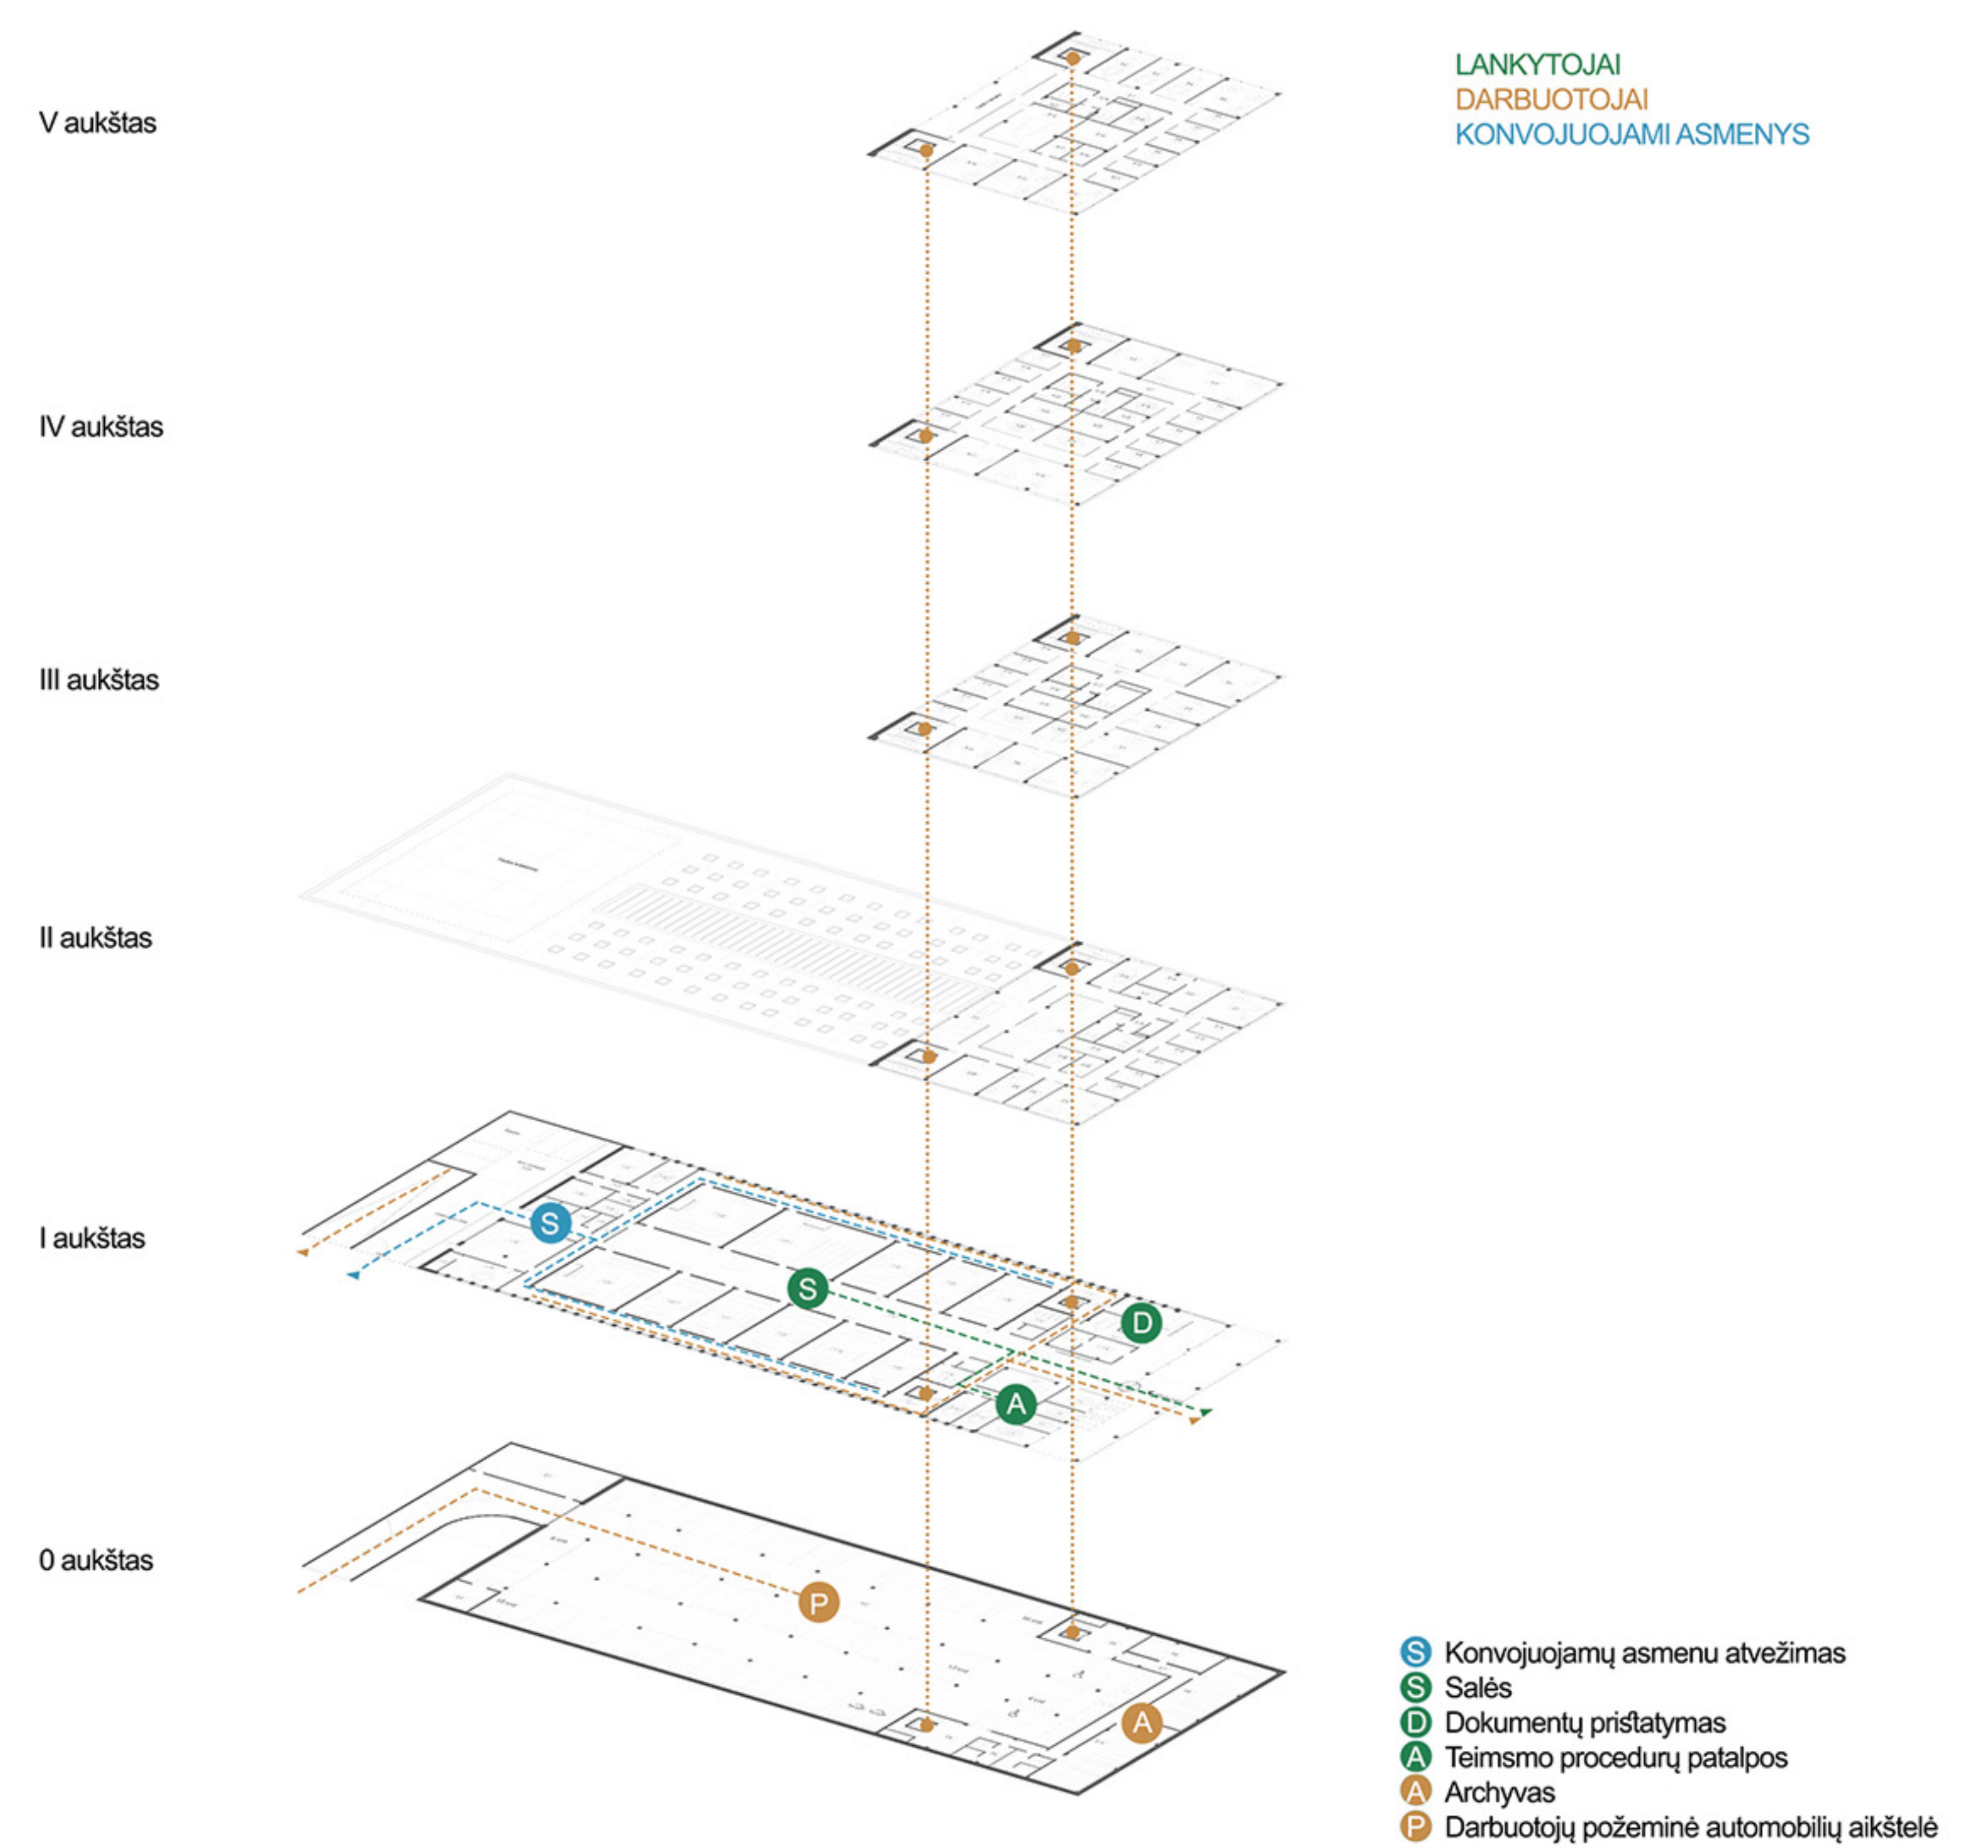 LANKYTOJAI
DARBUOTOJAI
KONVOJUOJAMI ASMENYS
V aukštas
IV aukštas
III aukštas
II aukštas
I aukštas
S
S
D
A
0 aukštas
P
A
S Konvojuojamų asmenu atvežimas
S Salės
D Dokumentų pristatymas
A Teimsmo procedurų patalpos
A Archyvas
P Darbuotojų požeminė automobilių aikštelė